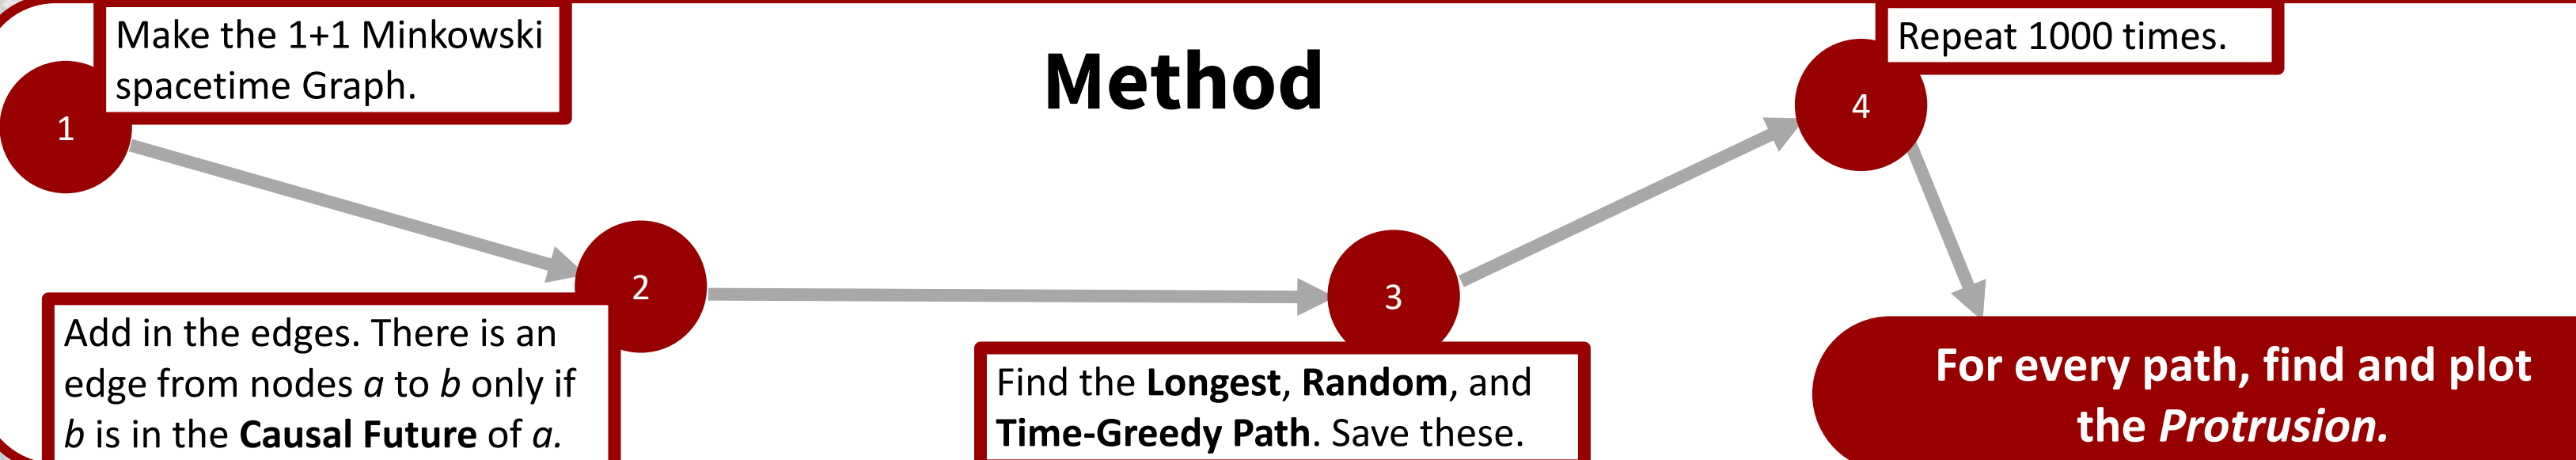 Method
1
Make the 1+1 Minkowski
spacetime Graph.
2
Add in the edges. There is an
edge from nodes a to b only if
b is in the Causal Future of a.
3
Find the Longest, Random, and
Time-Greedy Path. Save these.
4
Repeat 1000 times.
For every path, find and plot
the Protrusion.